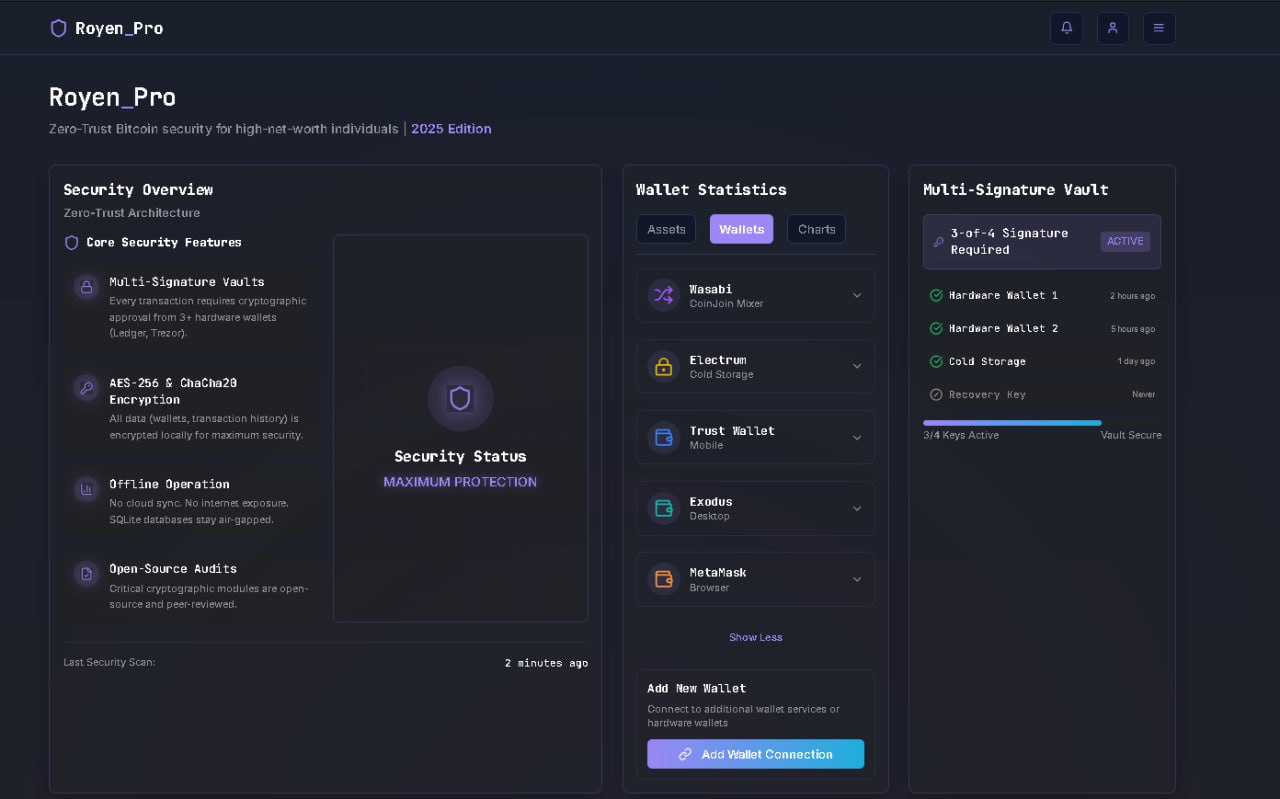 Royen_Pro
Royen_Pro
Zero-Trust Bitcoin security for high-net-worth individuals | 2025 Edition
Security Overview
Zero-Trust Architecture
Core Security Features
Multi-Signature Vaults
Every transaction requires cryptographic
approval from 3+ hardware wallets
(Ledger, Trezor).
AES-256 & ChaCha20
Encryption
All data (wallets, transaction history) is
encrypted locally for maximum security.
Offline Operation
No cloud sync. No internet exposure.
SQLite databases stay air-gapped.
Open-Source Audits
Critical cryptographic modules are open-
source and peer-reviewed.
Security Status
MAXIMUM PROTECTION
Last Security Scan:
2 minutes ago
Wallet Statistics
Assets
Wallets
Charts
Wasabi
CoinJoin Mixer
Electrum
Cold Storage
Trust Wallet
Mobile
Exodus
Desktop
MetaMask
Browser
Show Less
Add New Wallet
Connect to additional wallet services or
hardware wallets
Add Wallet Connection
Multi-Signature Vault
3-of-4 Signature
Required
ACTIVE
Hardware Wallet 1
2 hours ago
Hardware Wallet 2
5 hours ago
Cold Storage
1 day ago
Recovery Key
Never
3/4 Keys Active
Vault Secure